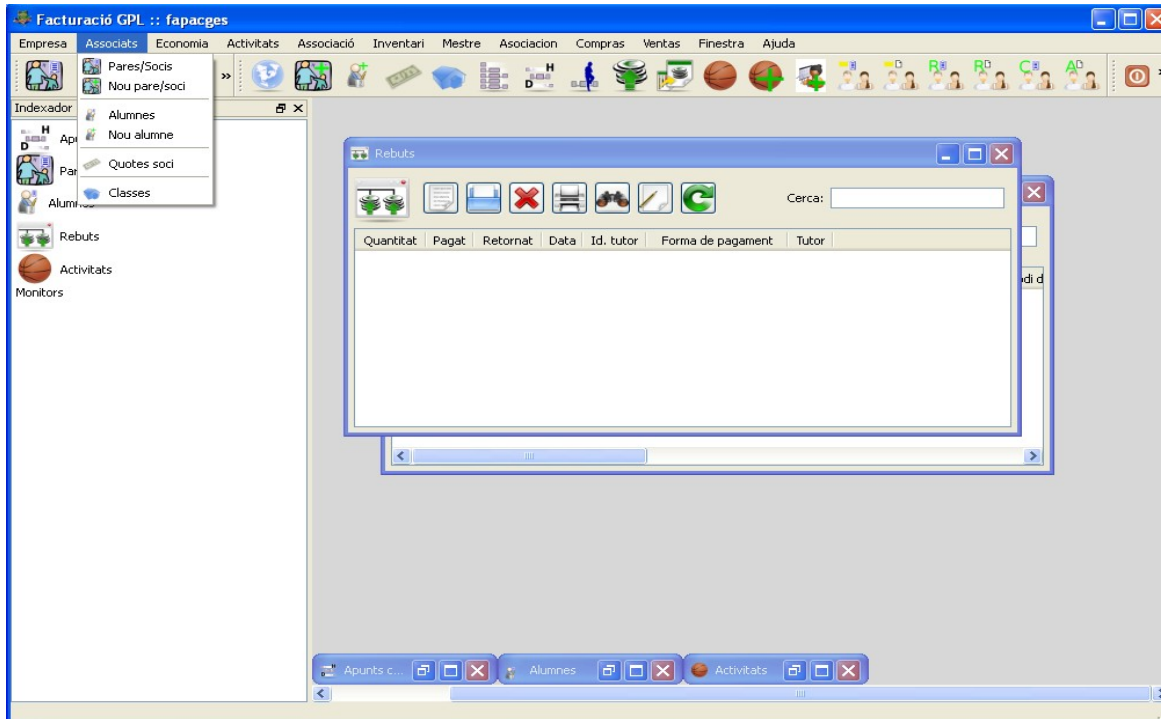 Facturació GPL :: fapacges
Empresa Associats Economia Activitats Associació Inventari Mestre Asociacion Compras Ventas Finestra Ajuda
Pares/Socis
Nou pare/soci
Alumnes
Nou alumne
Quotes soci
Classes
Indexador
Rebuts
Activitats
Monitors
Rebuts
Cerca:
Quantitat Pagat Retornat Data Id. tutor Forma de pagament Tutor
Apunts c... Alumnes Activitats